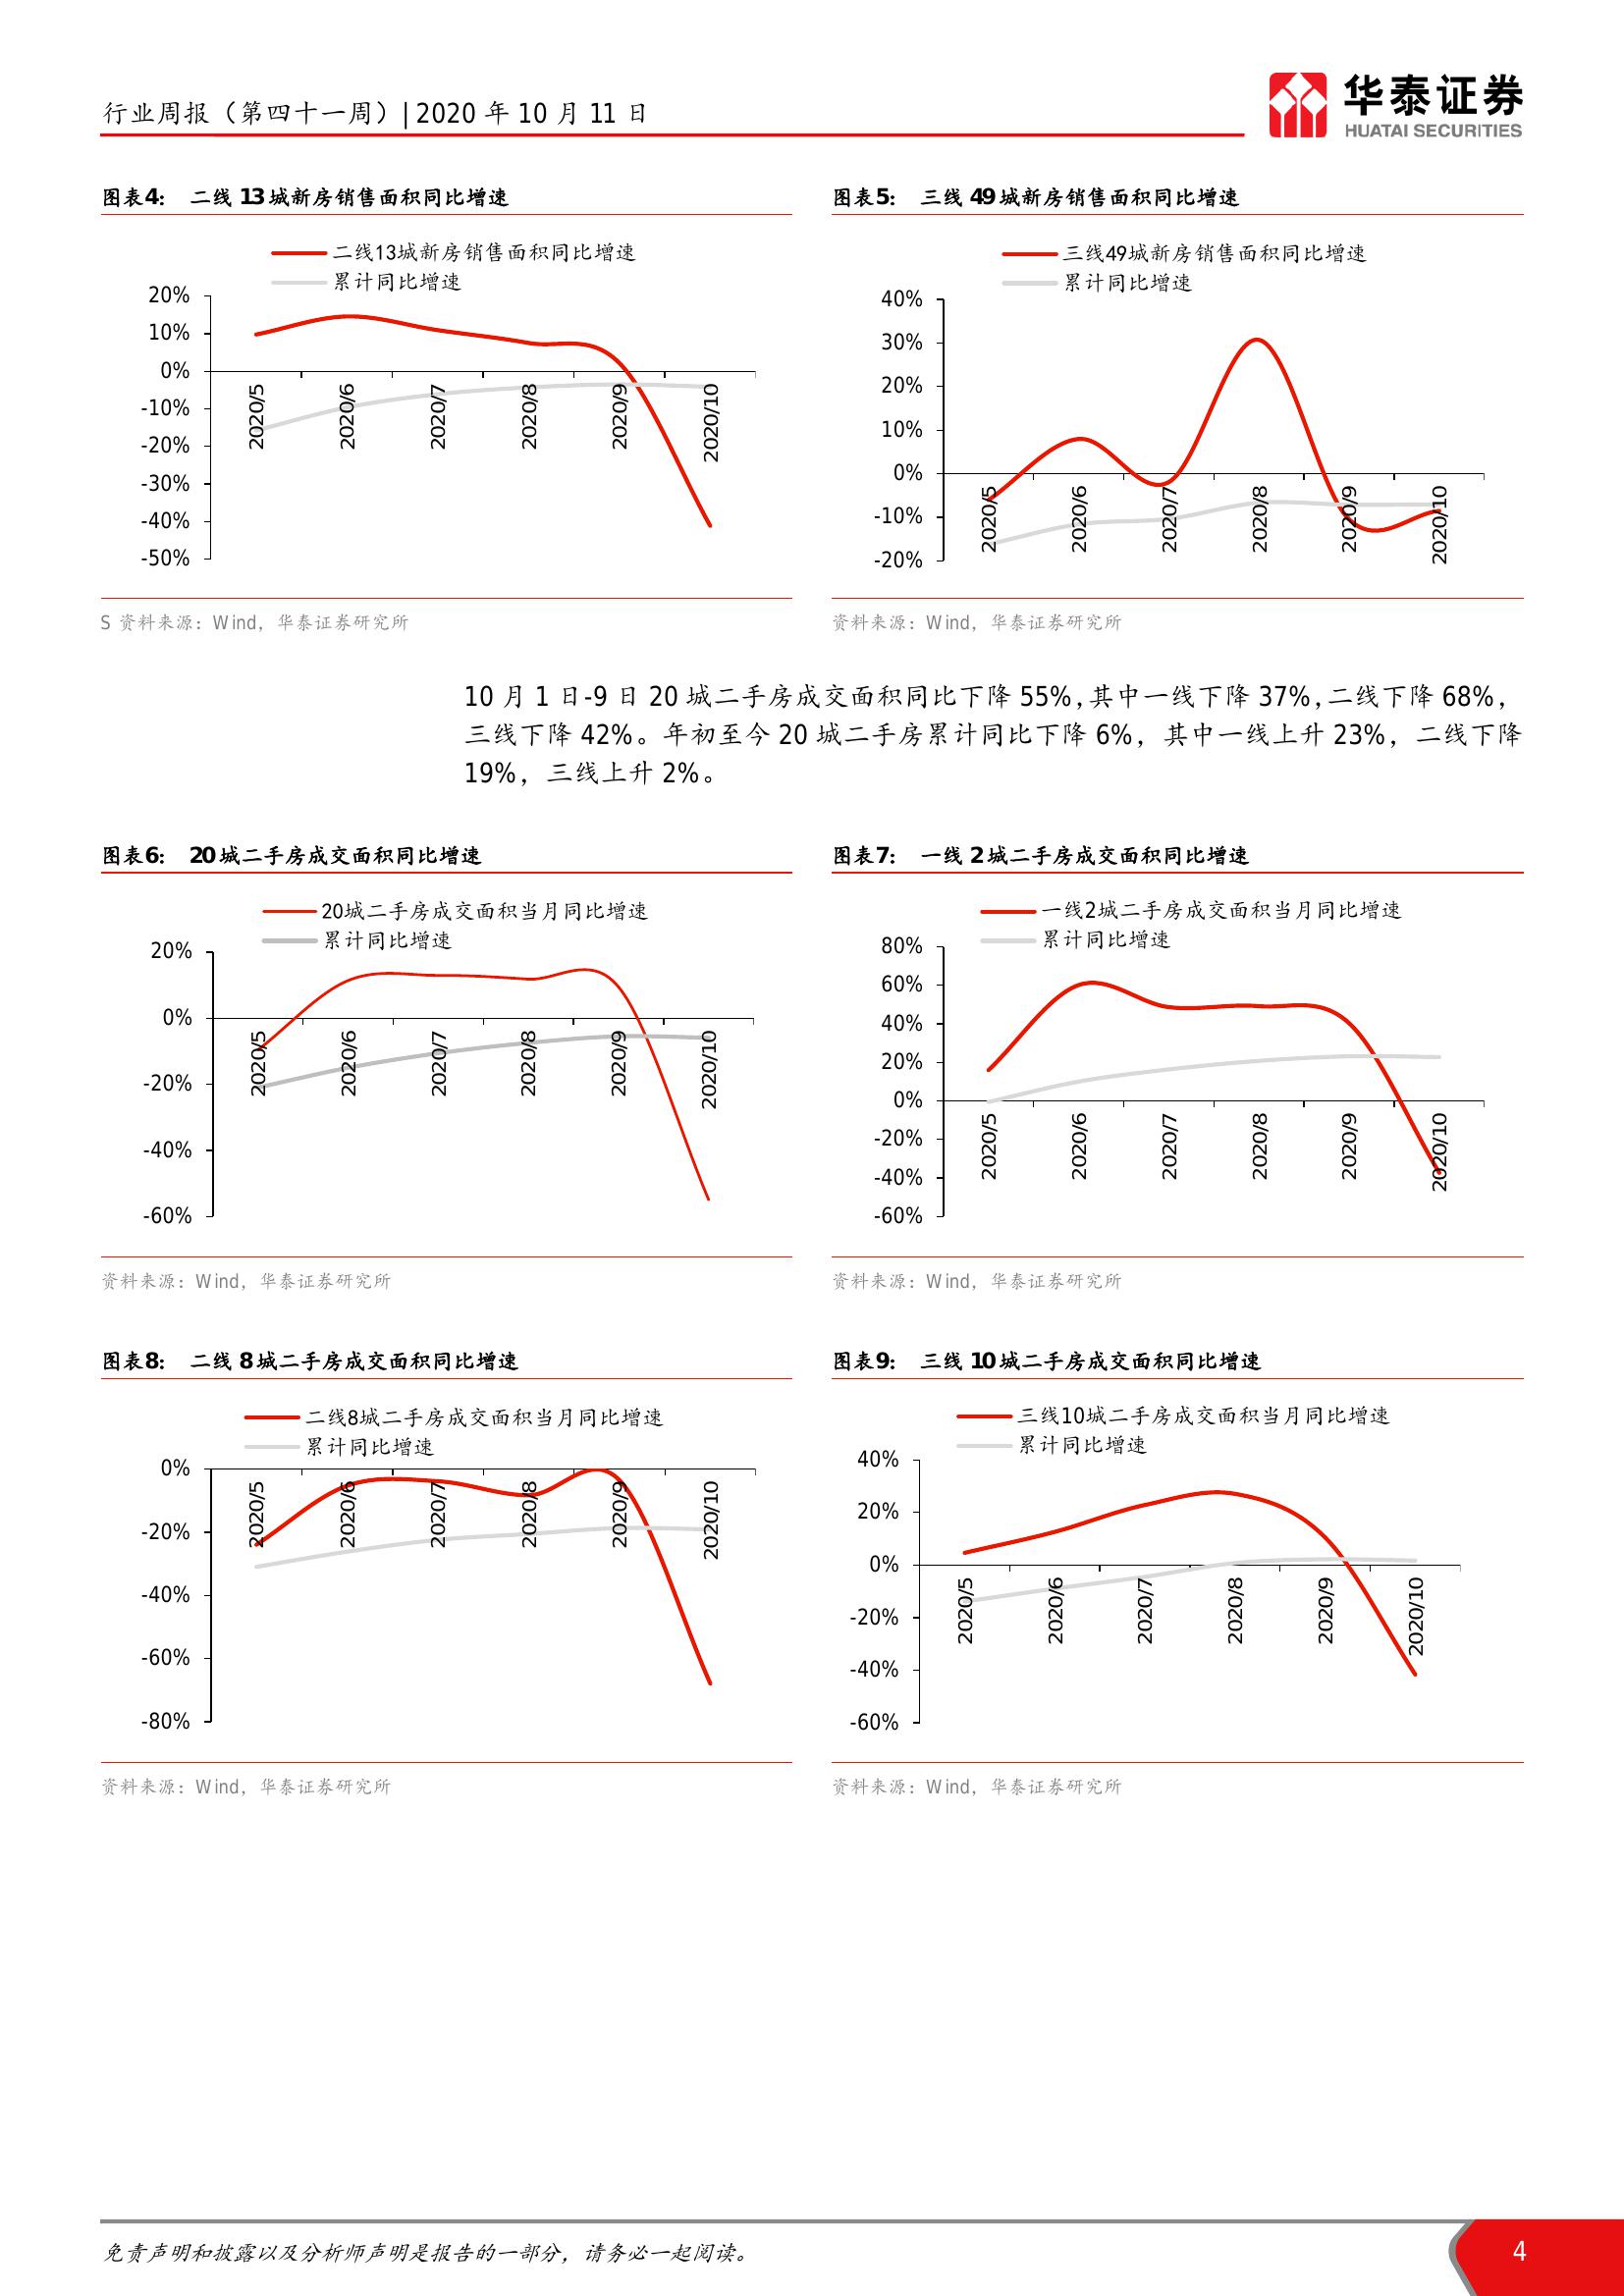 行业周报（第四十一周）| 2020 年 10 月 11 日
华泰证券
HUATAI SECURITIES
图表4： 二线 13 城新房销售面积同比增速
二线13城新房销售面积同比增速
累计同比增速
20%
10%
0%
-10%
-20%
-30%
-40%
-50%
2020/5
2020/6
2020/7
2020/8
2020/9
2020/10
S 资料来源：Wind，华泰证券研究所
图表5： 三线 49 城新房销售面积同比增速
三线49城新房销售面积同比增速
累计同比增速
40%
30%
20%
10%
0%
-10%
-20%
2020/5
2020/6
2020/7
2020/8
2020/9
2020/10
资料来源：Wind，华泰证券研究所
10 月 1 日-9 日 20 城二手房成交面积同比下降 55%，其中一线下降 37%，二线下降 68%，
三线下降 42%。年初至今 20 城二手房累计同比下降 6%，其中一线上升 23%，二线下降
19%，三线上升 2%。
图表6： 20 城二手房成交面积同比增速
20城二手房成交面积当月同比增速
累计同比增速
20%
0%
-20%
-40%
-60%
2020/5
2020/6
2020/7
2020/8
2020/9
2020/10
资料来源：Wind，华泰证券研究所
图表7： 一线 2 城二手房成交面积同比增速
一线2城二手房成交面积当月同比增速
累计同比增速
80%
60%
40%
20%
0%
-20%
-40%
-60%
2020/5
2020/6
2020/7
2020/8
2020/9
2020/10
资料来源：Wind，华泰证券研究所
图表8： 二线 8 城二手房成交面积同比增速
二线8城二手房成交面积当月同比增速
累计同比增速
0%
-20%
-40%
-60%
-80%
2020/5
2020/6
2020/7
2020/8
2020/9
2020/10
资料来源：Wind，华泰证券研究所
图表9： 三线 10 城二手房成交面积同比增速
三线10城二手房成交面积当月同比增速
累计同比增速
40%
20%
0%
-20%
-40%
-60%
2020/5
2020/6
2020/7
2020/8
2020/9
2020/10
资料来源：Wind，华泰证券研究所
免责声明和披露以及分析师声明是报告的一部分，请务必一起阅读。
4